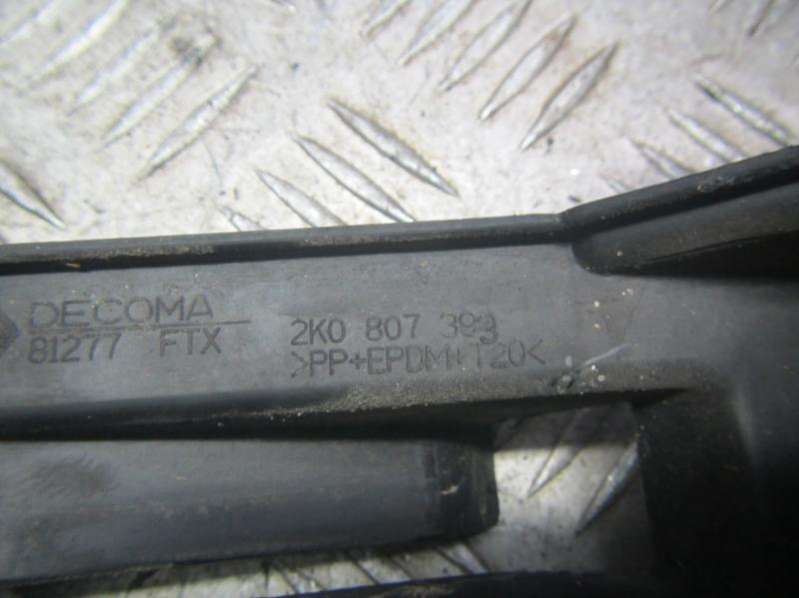 DECOMA
81277 FTX
2K0 807 393
>PP+EPDM+T20<